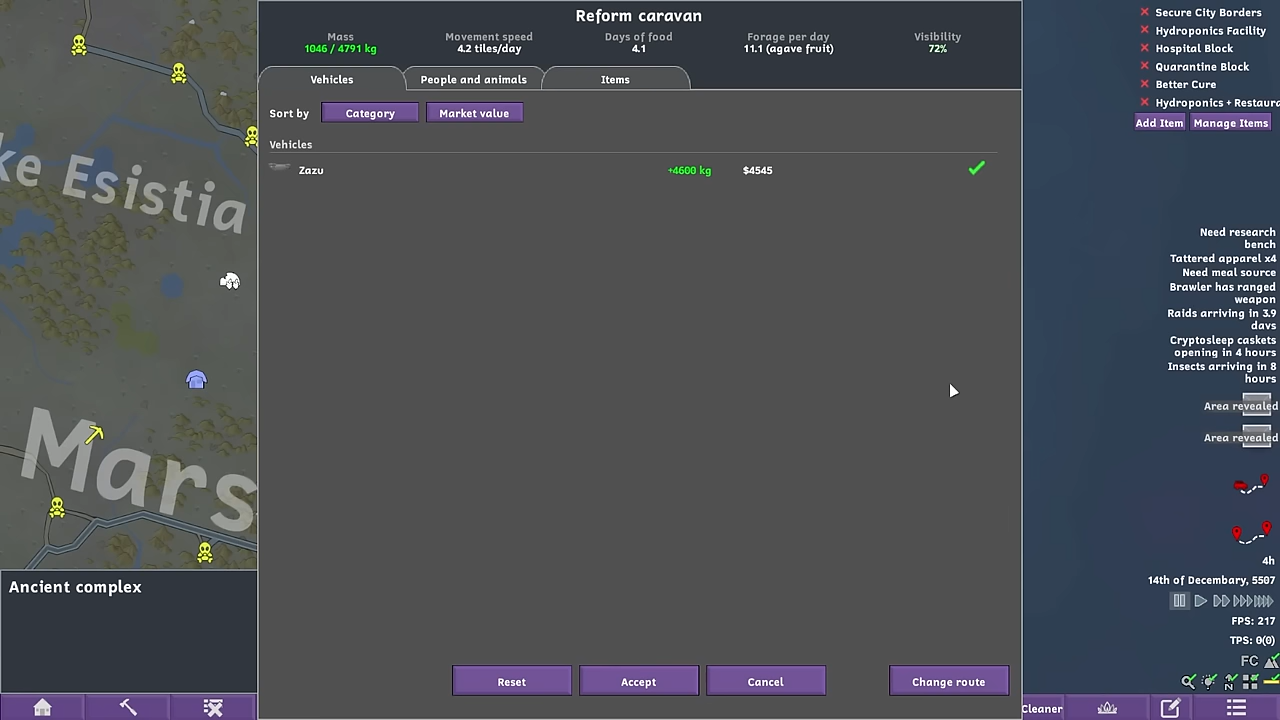 Reform caravan
Mass
Movement speed
Days of food
Forage per day
Visibility
1046 / 4791 kg
4.2 tiles/day
4.1
11.1 (agave fruit)
72%
Vehicles
People and animals
Items
Sort by
Category
Market value
Vehicles
Zazu
+4600 kg
$4545
Reset
Accept
Cancel
Change route
ke Esistia
Mars
Ancient complex
Secure City Borders
Hydroponics Facility
Hospital Block
Quarantine Block
Better Cure
Hydroponics + Restaura
Add Item
Manage Items
Need research
bench
Tattered apparel x4
Need meal source
Brawler has ranged
weapon
Raids arriving in 3.9
days
Cryptosleep caskets
opening in 4 hours
Insects arriving in 8
hours
Area revealed
Area revealed
4h
14th of Decembary, 5507
FPS: 217
TPS: 0(0)
FC
N
Cleaner